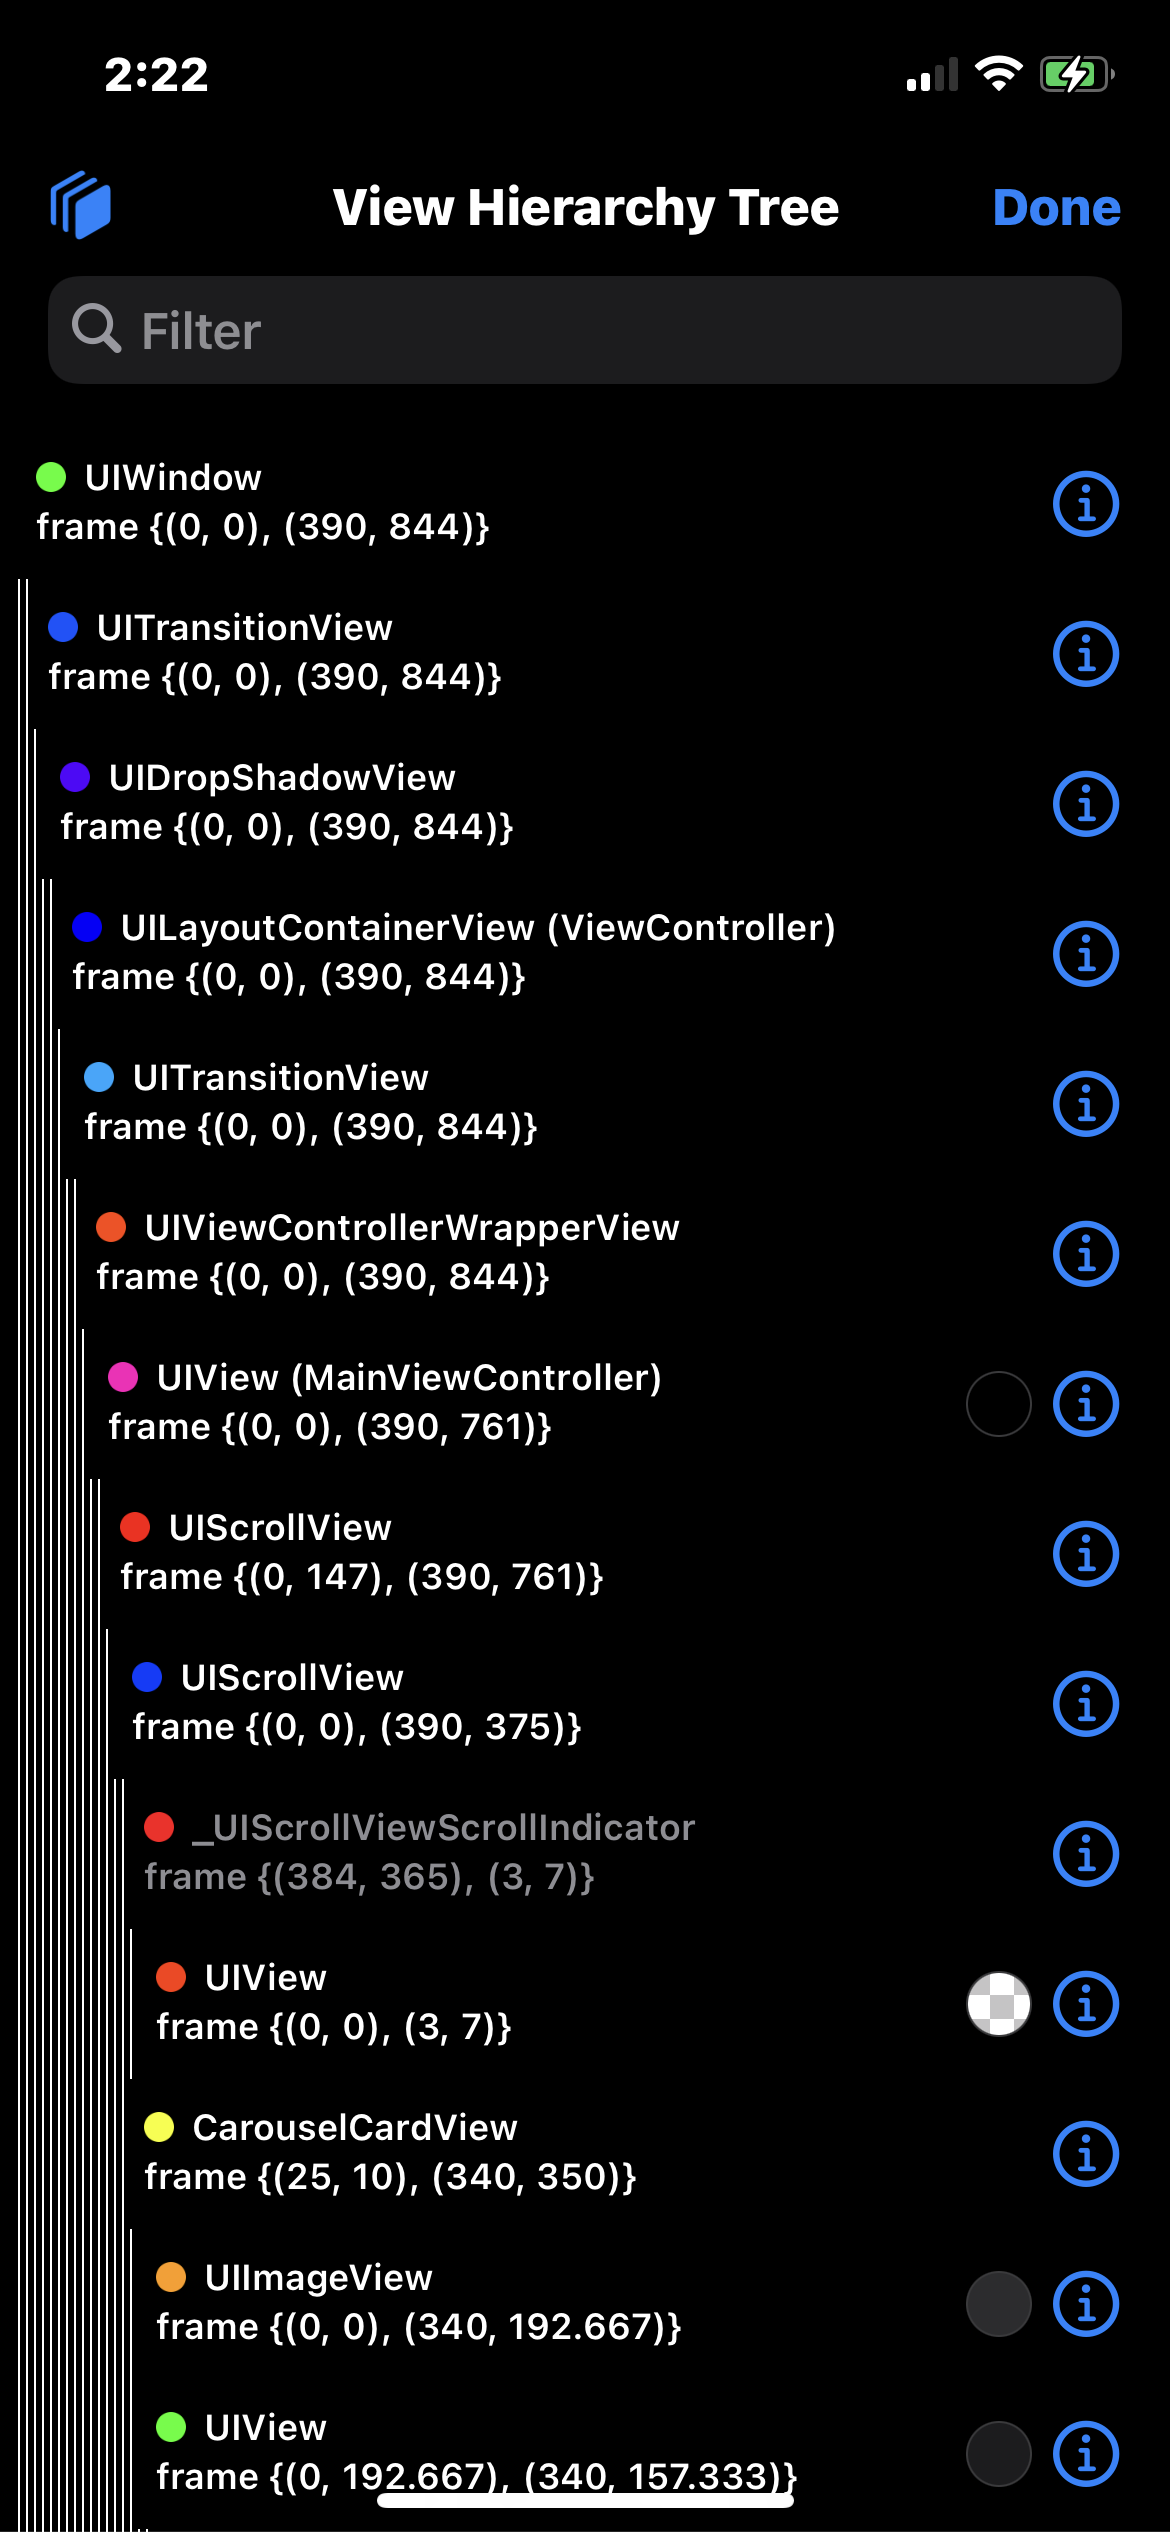 2:22
View Hierarchy Tree
Done
Filter
UIWindow
frame {(0, 0), (390, 844)}
UITransitionView
frame {(0, 0), (390, 844)}
UIDropShadowView
frame {(0, 0), (390, 844)}
UILayoutContainerView (ViewController)
frame {(0, 0), (390, 844)}
UITransitionView
frame {(0, 0), (390, 844)}
UIViewControllerWrapperView
frame {(0, 0), (390, 844)}
UIView (MainViewController)
frame {(0, 0), (390, 761)}
UIScrollView
frame {(0, 147), (390, 761)}
UIScrollView
frame {(0, 0), (390, 375)}
_UIScrollViewScrollIndicator
frame {(384, 365), (3, 7)}
UIView
frame {(0, 0), (3, 7)}
CarouselCardView
frame {(25, 10), (340, 350)}
UIImageView
frame {(0, 0), (340, 192.667)}
UIView
frame {(0, 192.667), (340, 157.333)}